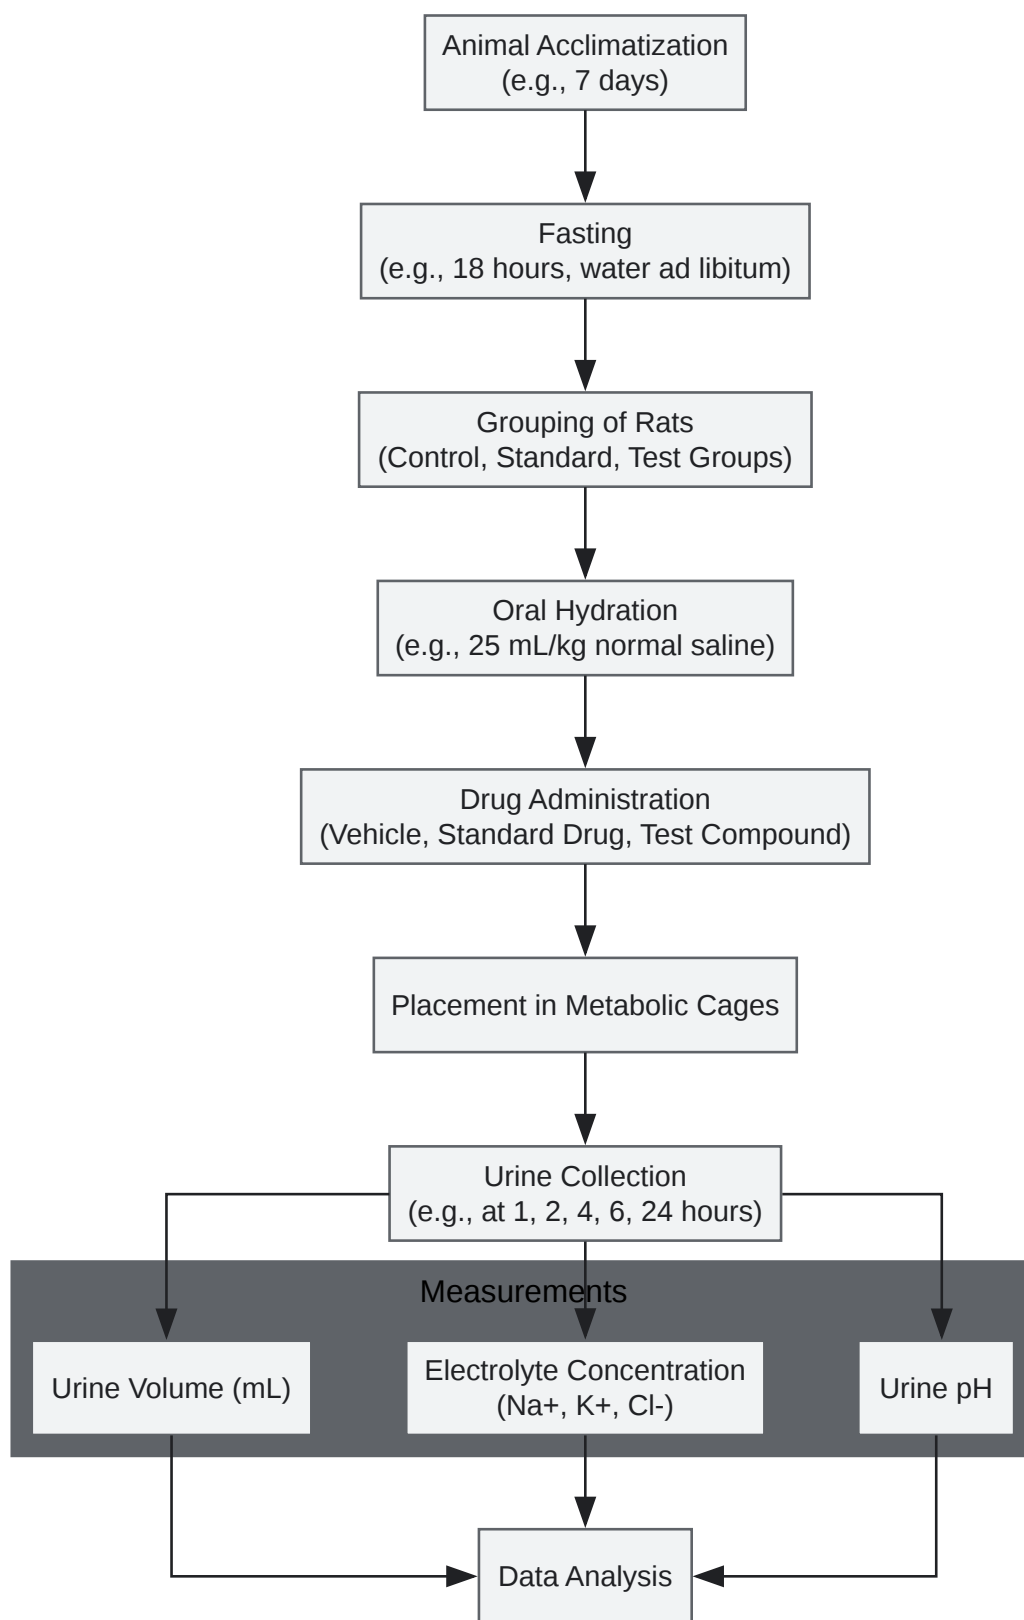 Animal Acclimatization
(e.g., 7 days)
Fasting
(e.g., 18 hours, water ad libitum)
Grouping of Rats
(Control, Standard, Test Groups)
Oral Hydration
(e.g., 25 mL/kg normal saline)
Drug Administration
(Vehicle, Standard Drug, Test Compound)
Placement in Metabolic Cages
Urine Collection
(e.g., at 1, 2, 4, 6, 24 hours)
Measurements
Urine Volume (mL)
Electrolyte Concentration
(Na+, K+, Cl-)
Urine pH
Data Analysis